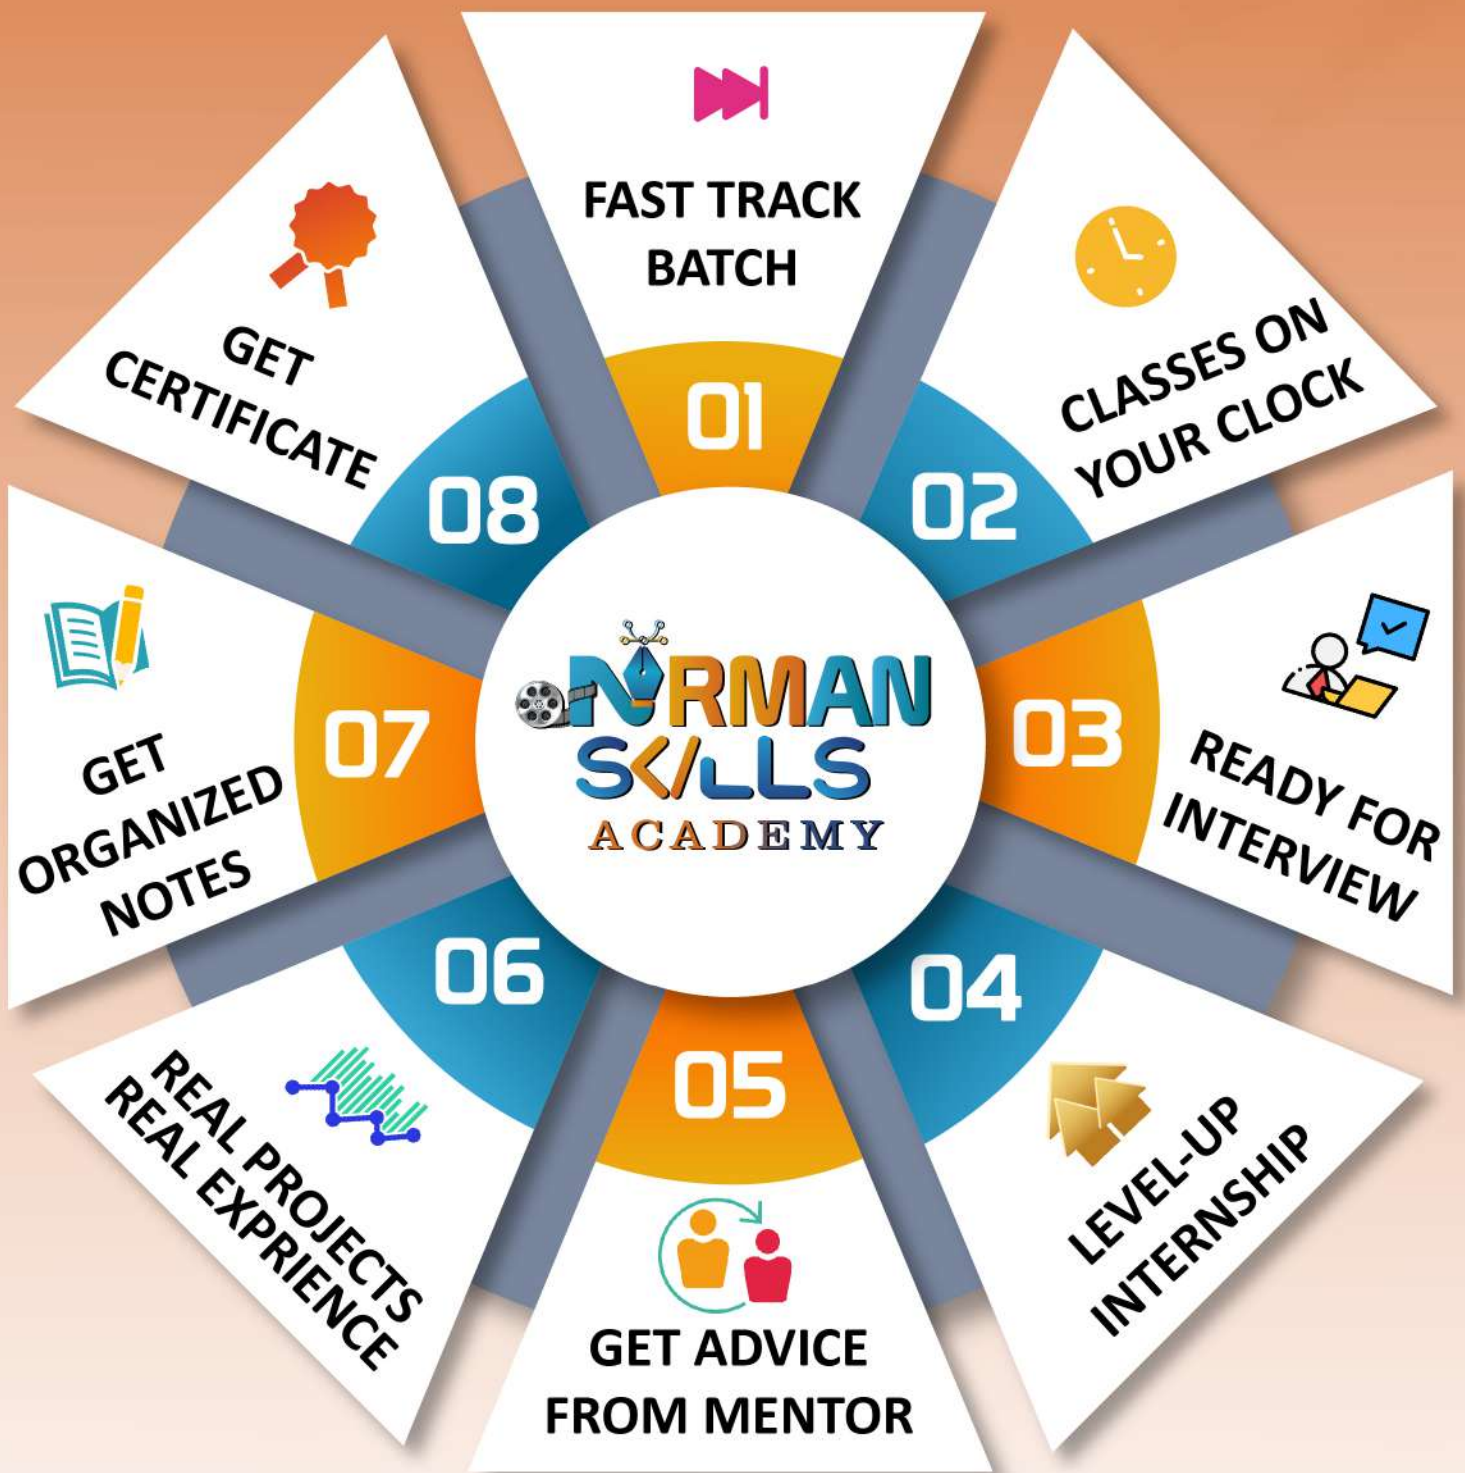 FAST TRACK
BATCH
01
CLASSES ON
YOUR CLOCK
02
READY FOR
INTERVIEW
03
LEVEL-UP
INTERNSHIP
04
GET ADVICE
FROM MENTOR
05
REAL PROJECTS
REAL EXPRIENCE
06
GET
ORGANIZED
NOTES
07
GET
CERTIFICATE
08
NORMAN
SKILLS
ACADEMY